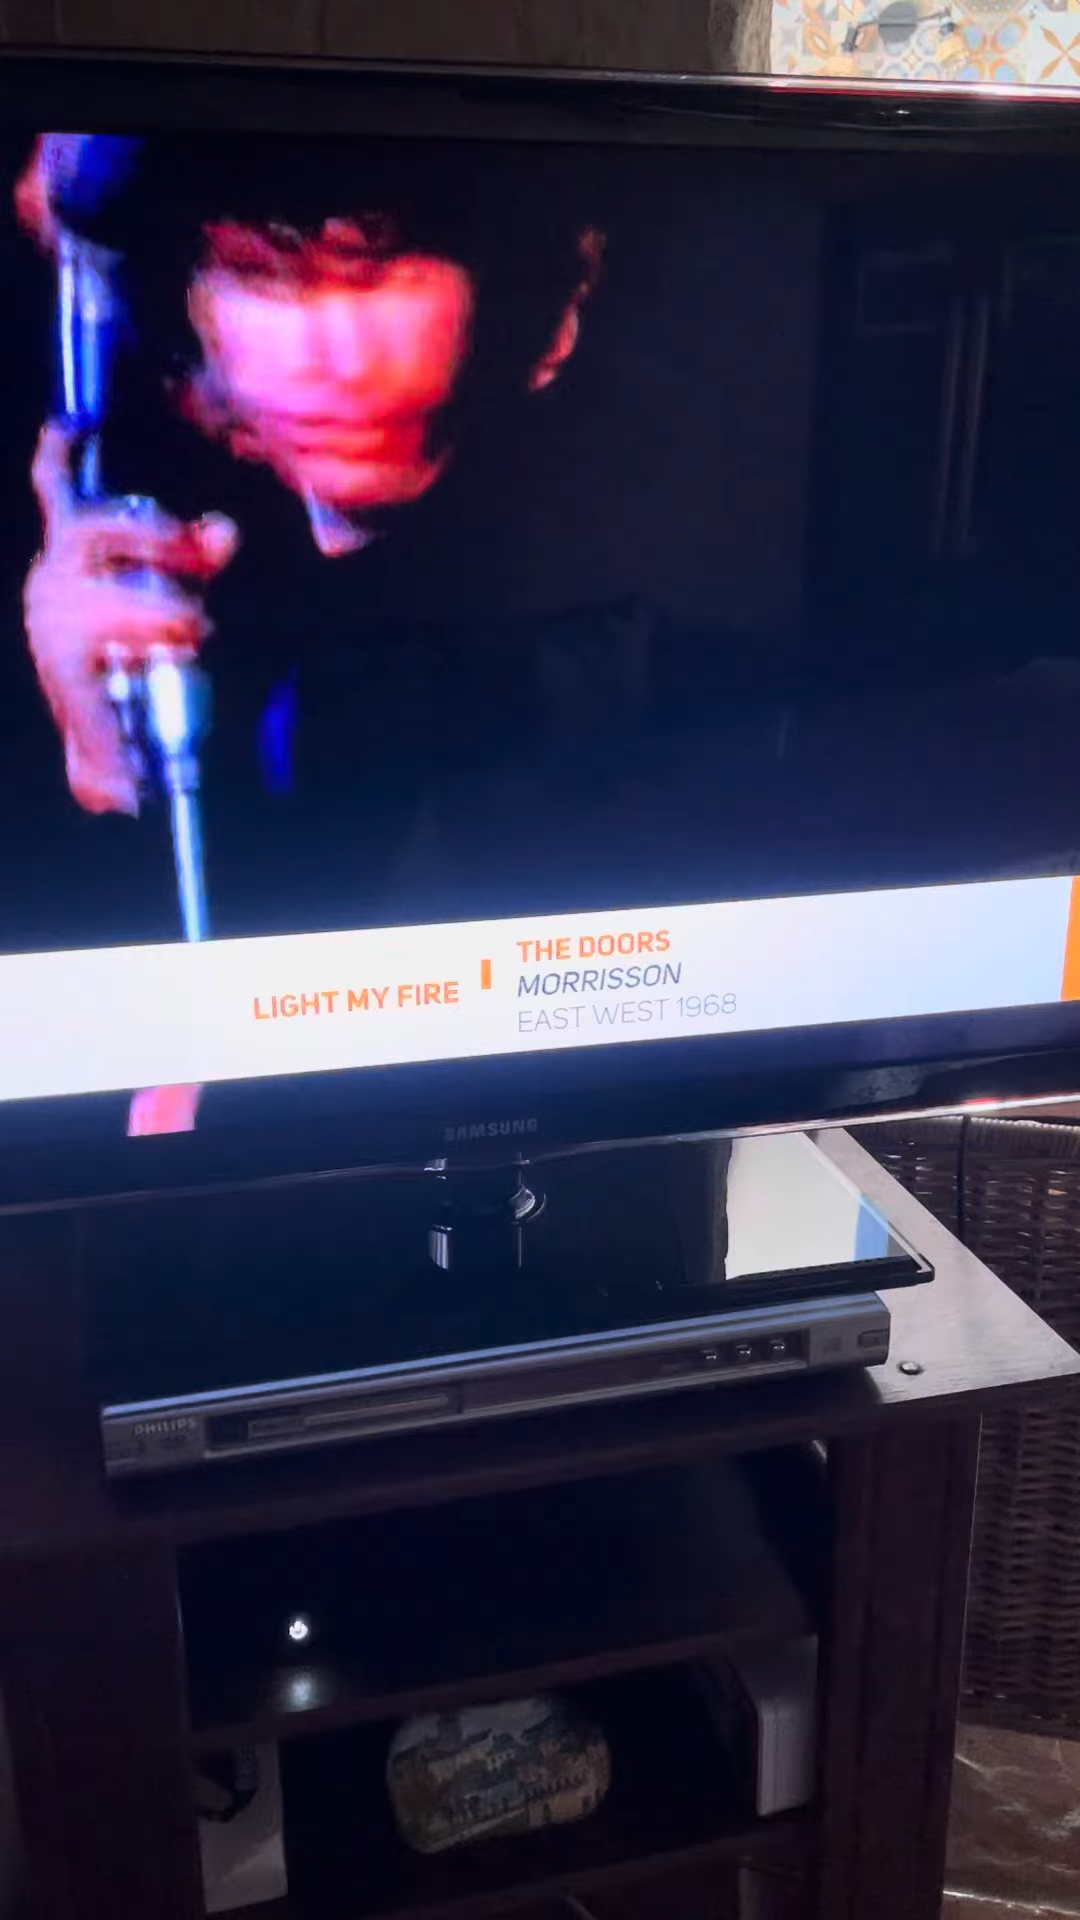 LIGHT MY FIRE
THE DOORS
MORRISSON
EAST WEST 1968
SAMSUNG
PHILIPS